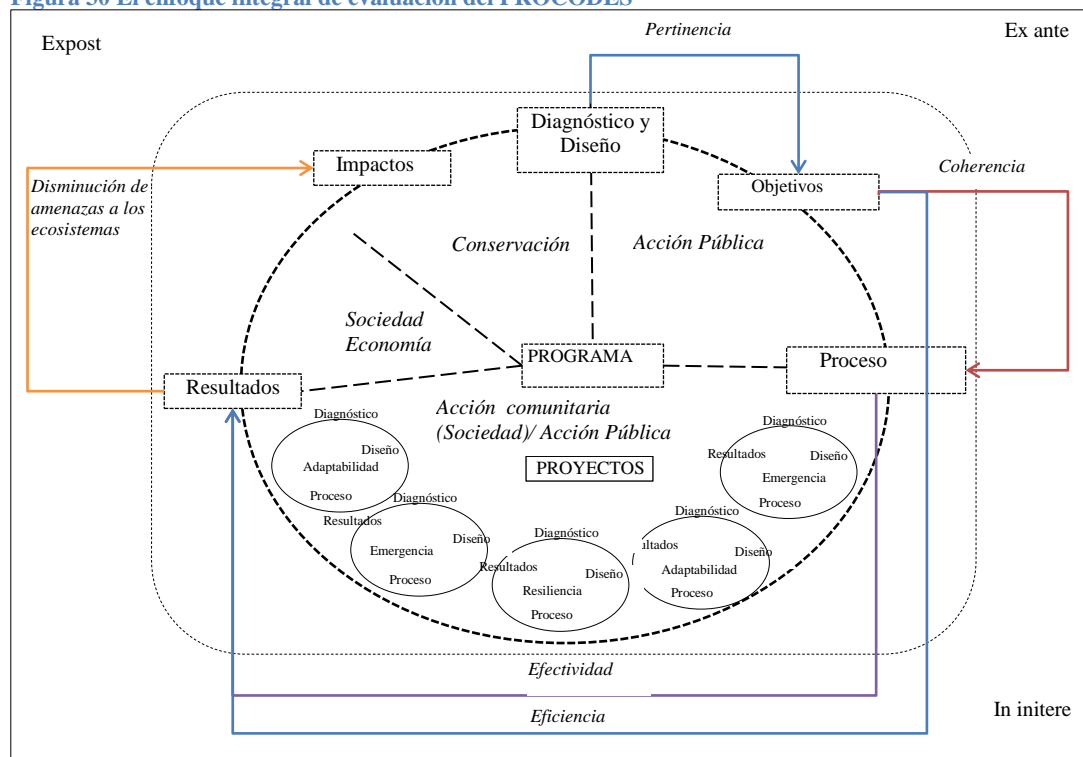 Figura 30 El enfoque integral de evaluación del PROCODES
Expost
Pertinencia
Ex ante
Diagnóstico y
Diseño
Impactos
Objetivos
Coherencia
Disminución de
amenazas a los
ecosistemas
Conservación
Acción Pública
Sociedad
Economía
PROGRAMA
Proceso
Resultados
Acción comunitaria
(Sociedad)/ Acción Pública
PROYECTOS
Diagnóstico
Diseño
Adaptabilidad
Proceso
Diagnóstico
Resultados
Diseño
Emergencia
Proceso
Diagnóstico
Resultados
Diseño
Resiliencia
Proceso
Diagnóstico
ultados
Diseño
Adaptabilidad
Proceso
Diagnóstico
Resultados
Diseño
Emergencia
Proceso
Efectividad
Eficiencia
In initere